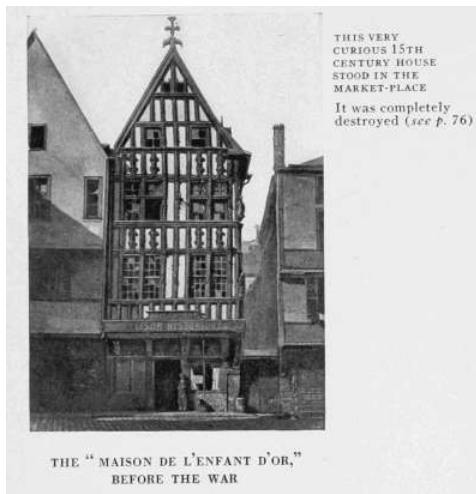 THIS VERY
CURIOUS 15TH
CENTURY HOUSE
STOOD IN THE
MARKET-PLACE
It was completely
destroyed (see p. 76)
THE "MAISON DE L'ENFANT D'OR,"
BEFORE THE WAR